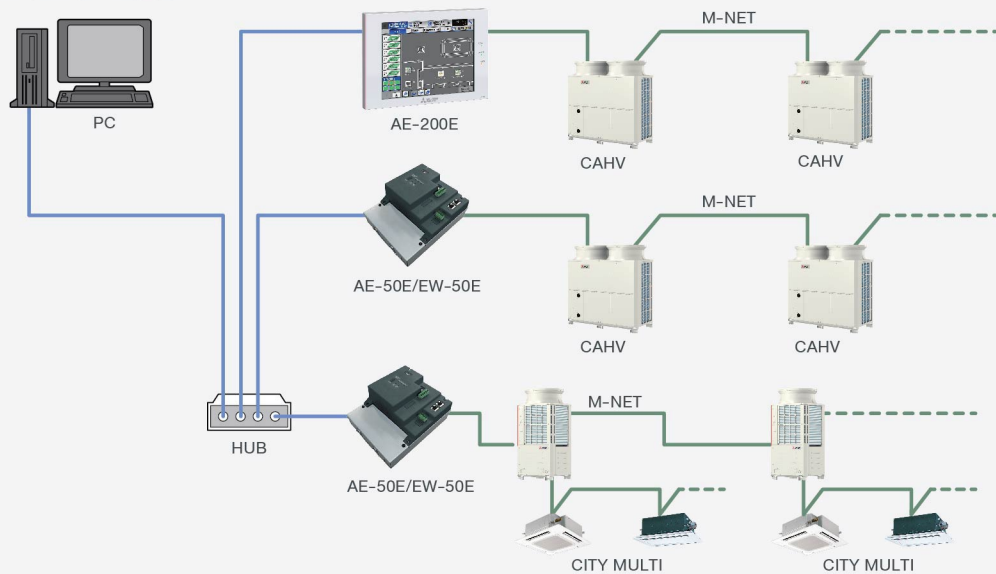 M-NET
PC
AE-200E
CAHV
CAHV
M-NET
AE-50E/EW-50E
CAHV
CAHV
M-NET
HUB
AE-50E/EW-50E
CITY MULTI
CITY MULTI